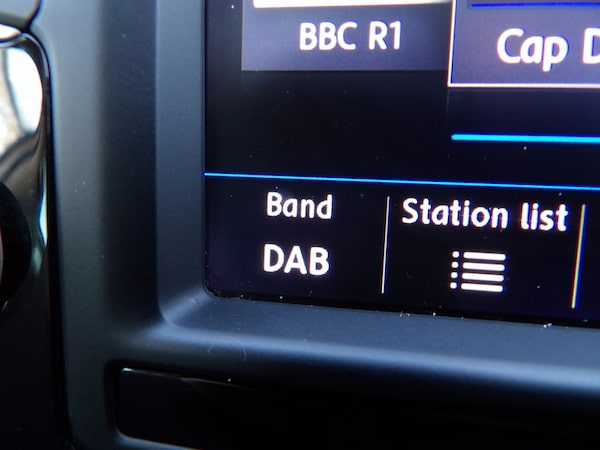 BBC R1
Cap D
Band
Station list
DAB